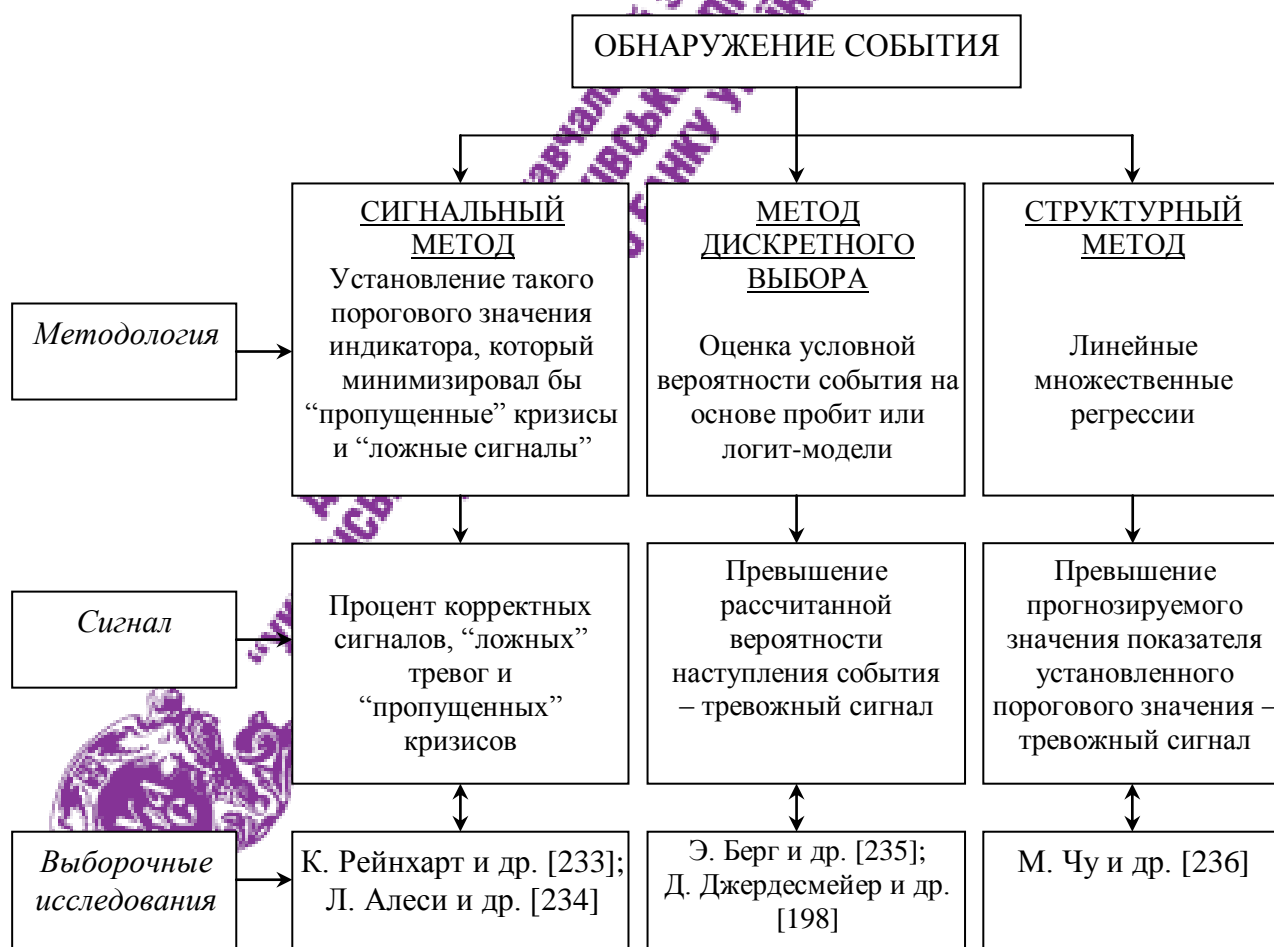 ОБНАРУЖЕНИЕ СОБЫТИЯ
СИГНАЛЬНЫЙ
МЕТОД
Установление такого
порогового значения
индикатора, который
минимизировал бы
“пропущенные” кризисы
и “ложные сигналы”
МЕТОД
ДИСКРЕТНОГО
ВЫБОРА
Оценка условной
вероятности события на
основе пробит или
логит-модели
СТРУКТУРНЫЙ
МЕТОД
Линейные
множественные
регрессии
Методология
Сигнал
Процент корректных
сигналов, “ложных”
тревог и
“пропущенных”
кризисов
Превышение
рассчитанной
вероятности
наступления события
– тревожный сигнал
Превышение
прогнозируемого
значения показателя
установленного
порогового значения –
тревожный сигнал
Выборочные
исследования
К. Рейнхарт и др. [233];
Л. Алеси и др. [234]
Э. Берг и др. [235];
Д. Джердесмейер и др.
[198]
М. Чу и др. [236]